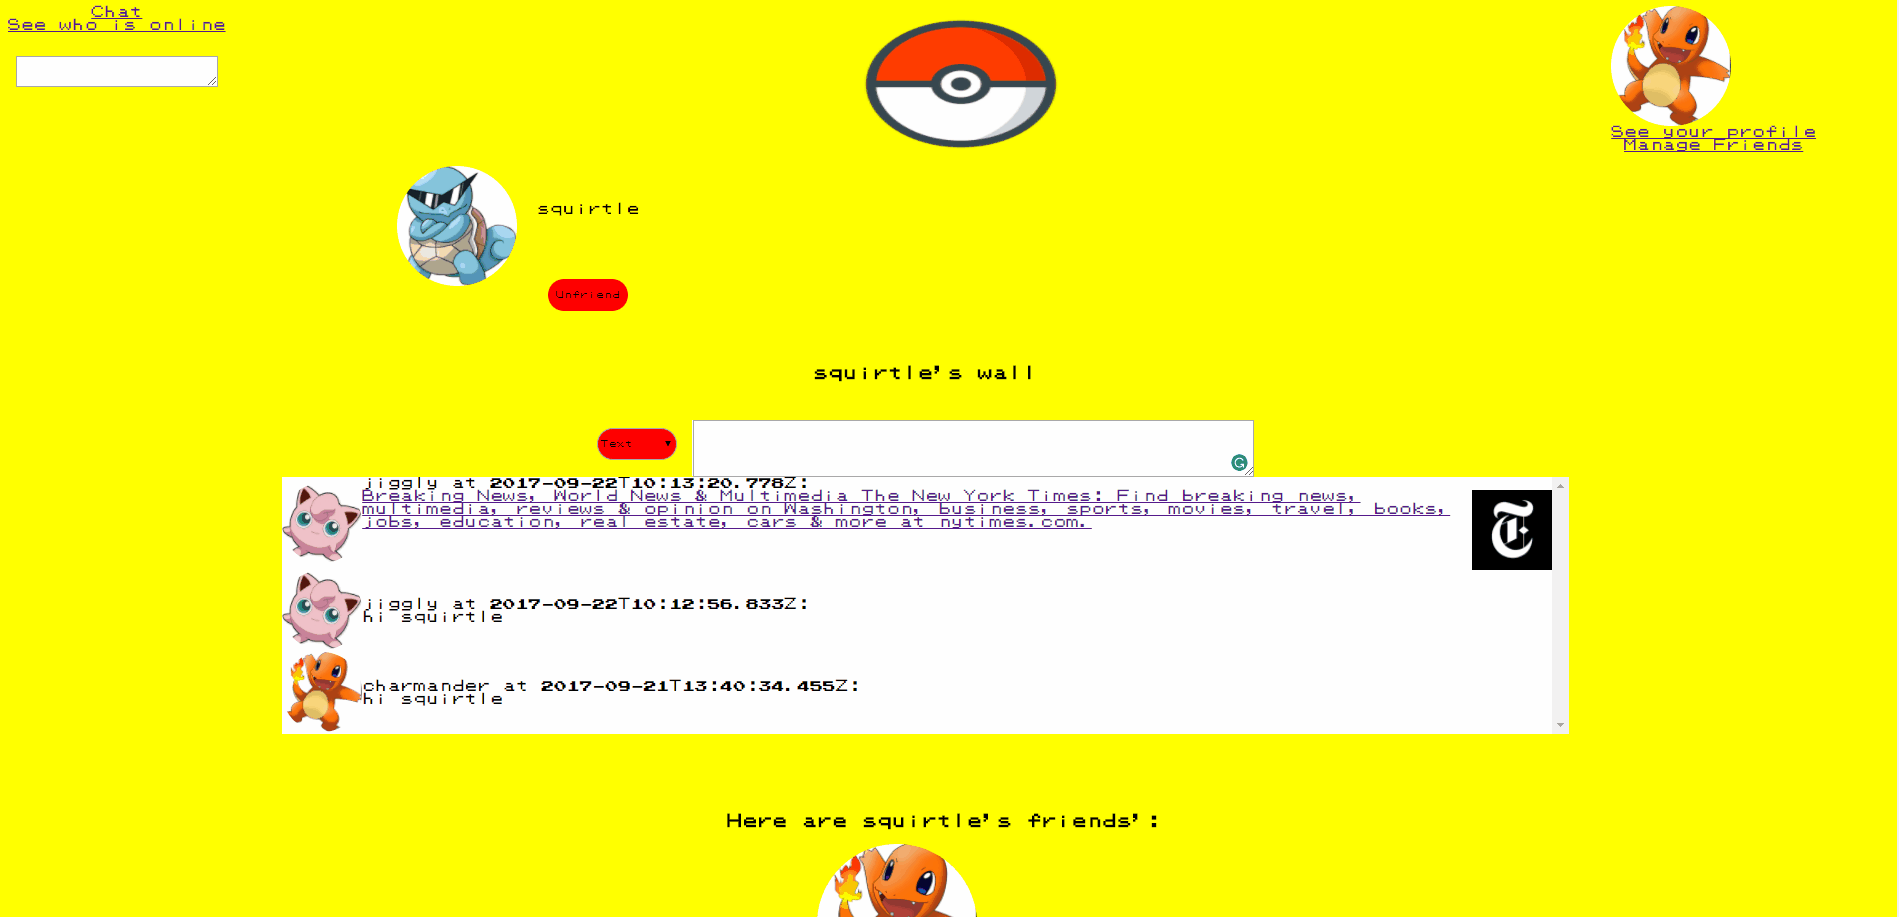 Chat
See who is online
See your profile
Manage Friends
squirtle
Unfriend
squirtle's wall
Text
G
jiggly at 2017-09-22T10:13:20.778Z:
Breaking News, World News & Multimedia The New York Times: Find breaking news,
multimedia, reviews & opinion on Washington, business, sports, movies, travel, books,
jobs, education, real estate, cars & more at nytimes.com.
T
jiggly at 2017-09-22T10:12:56.833Z:
hi squirtle
charmander at 2017-09-21T13:40:34.455Z:
hi squirtle
Here are squirtle's friends':